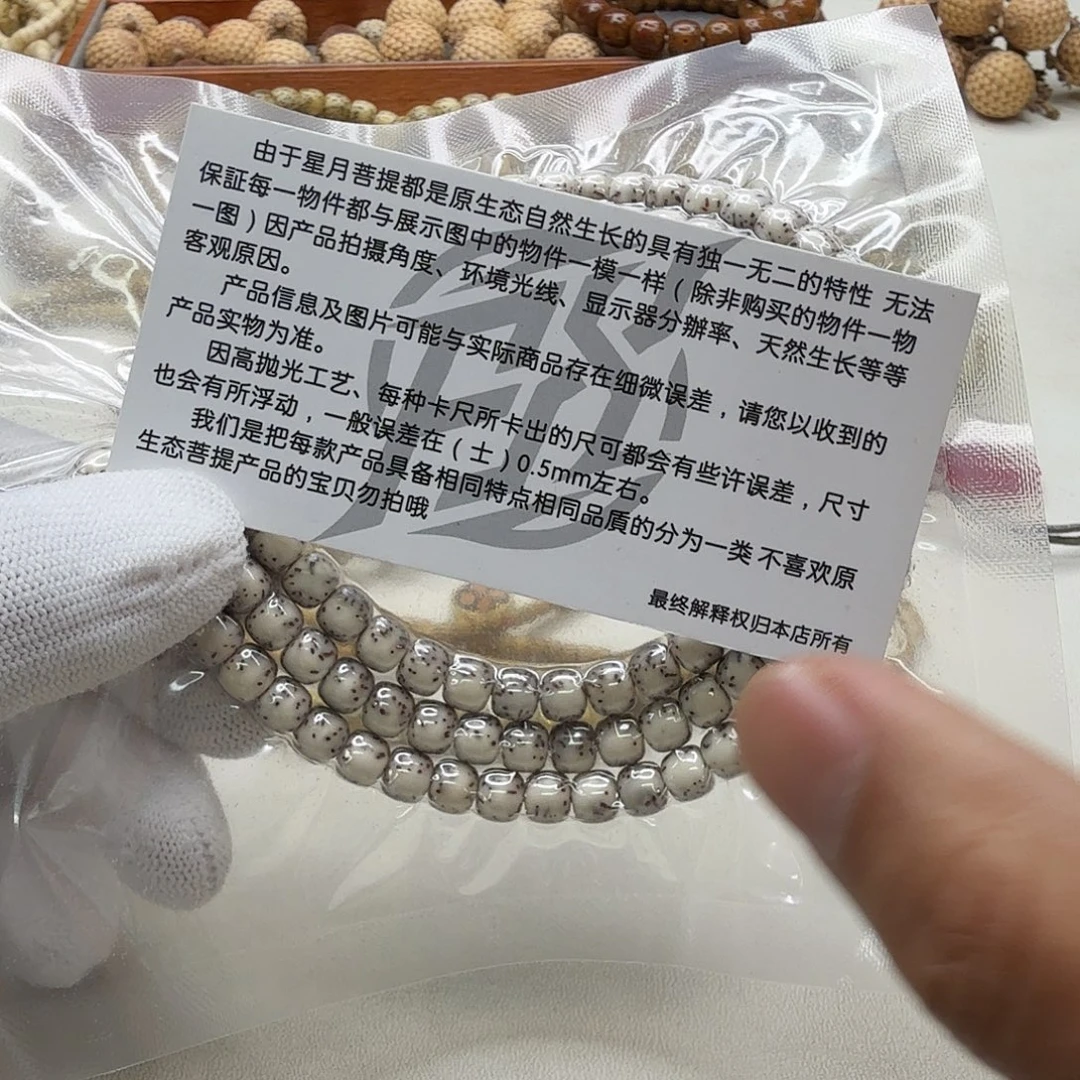 由于星月菩提都是原生态自然生长的具有独一无二的特性 无法
保証每一物件都与展示图中的物件一模一样(除非购买的物件一物
一图)因产品拍摄角度、环境光线、显示器分辦率、天然生长等等
客观原因。
产品信息及图片可能与实际商品存在细微误差，请您以收到的
产品实物为准。
因高抛光工艺、每种卡尺所卡出的尺可都会有些许误差，尺寸
也会有所浮动，一般误差在(土)0.5mm左右。
我们是把每款产品具备相同特点相同品質的分为一类 不喜欢原
生态菩提产品的宝贝勿拍哦
最终解释权归本店所有